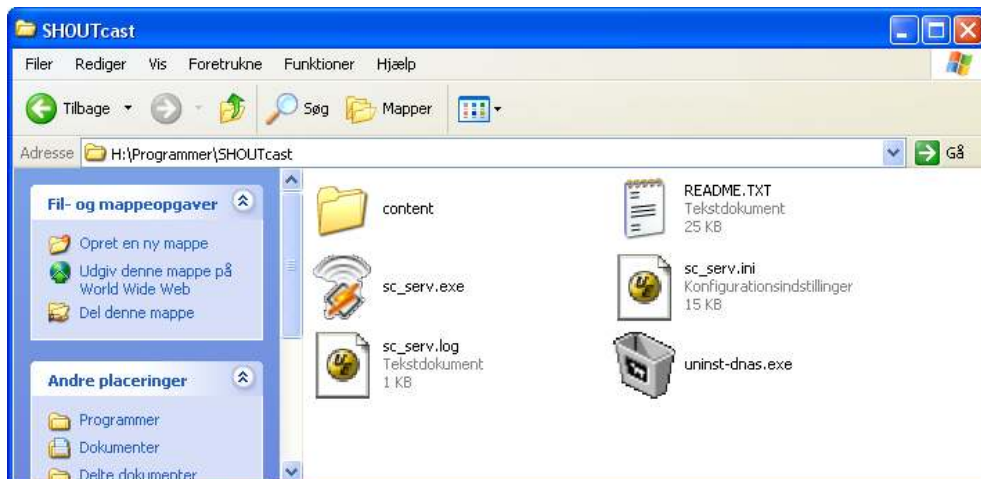 SHOUTcast
Filer Rediger Vis Foretrukne Funktioner Hjælp
Tilbage Søg Mapper
Adresse H:\Programmer\SHOUTcast Gå
Fil- og mappeopgaver
Opret en ny mappe
Udgiv denne mappe på
World Wide Web
Del denne mappe
Andre placeringer
Programmer
Dokumenter
Delte dokumenter
content
README.TXT
Tekstdokument
25 KB
sc_serv.exe
sc_serv.ini
Konfigurationsindstillinger
15 KB
sc_serv.log
Tekstdokument
1 KB
uninst-dnas.exe